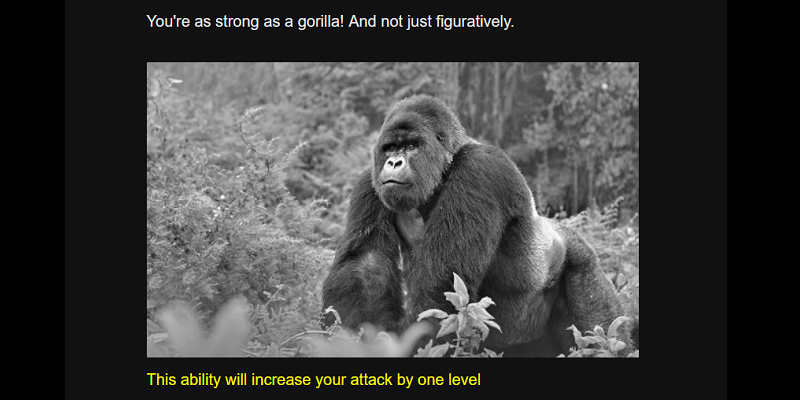 You're as strong as a gorilla! And not just figuratively.
This ability will increase your attack by one level